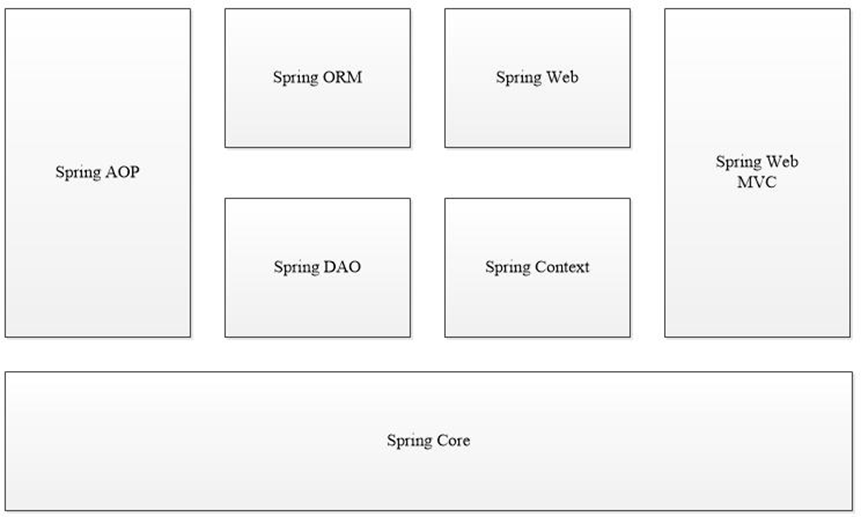 Spring AOP
Spring ORM
Spring Web
Spring Web
MVC
Spring DAO
Spring Context
Spring Core